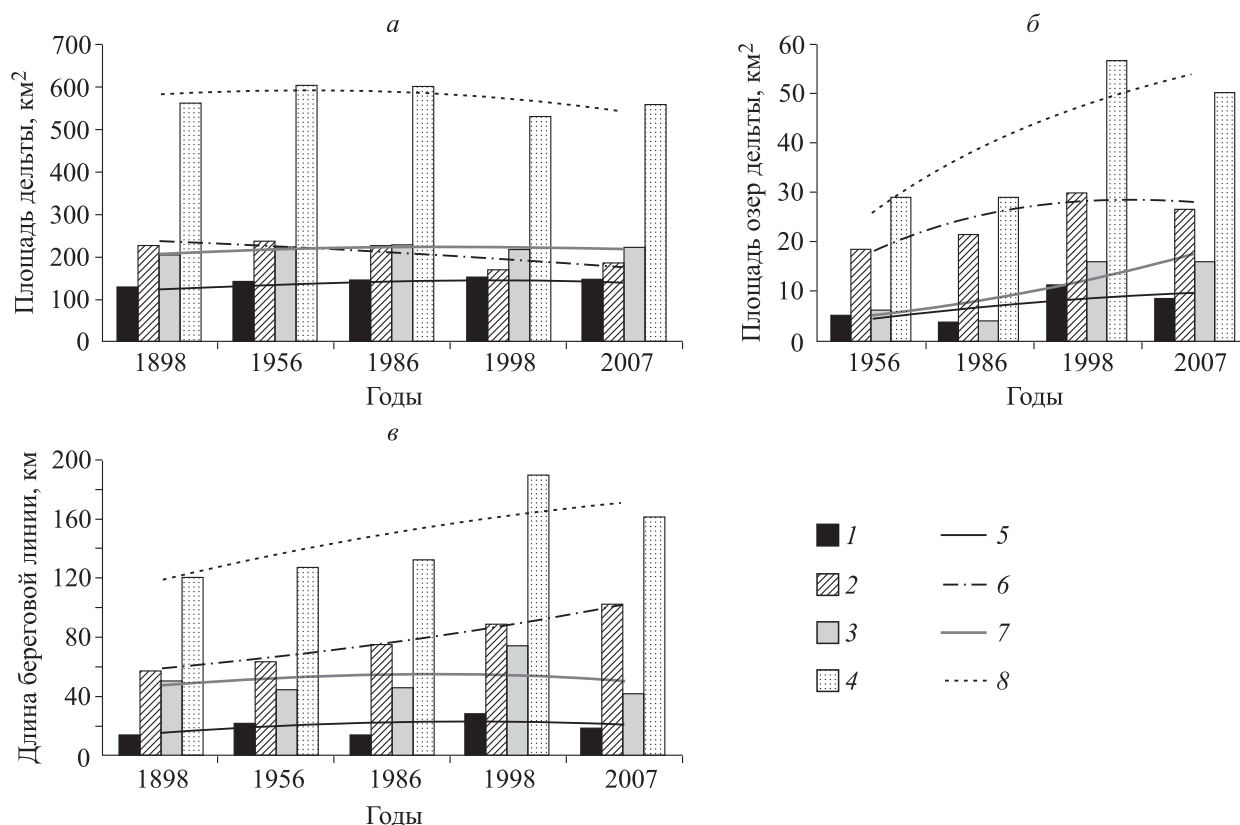 а
Площадь дельты, км2
700
600
500
400
300
200
100
0
1898 1956 1986 1998 2007
Годы
б
Площадь озер дельты, км2
60
50
40
30
20
10
0
1956 1986 1998 2007
Годы
в
Длина береговой линии, км
200
160
120
80
40
0
1898 1956 1986 1998 2007
Годы
1 5
2 6
3 7
4 8